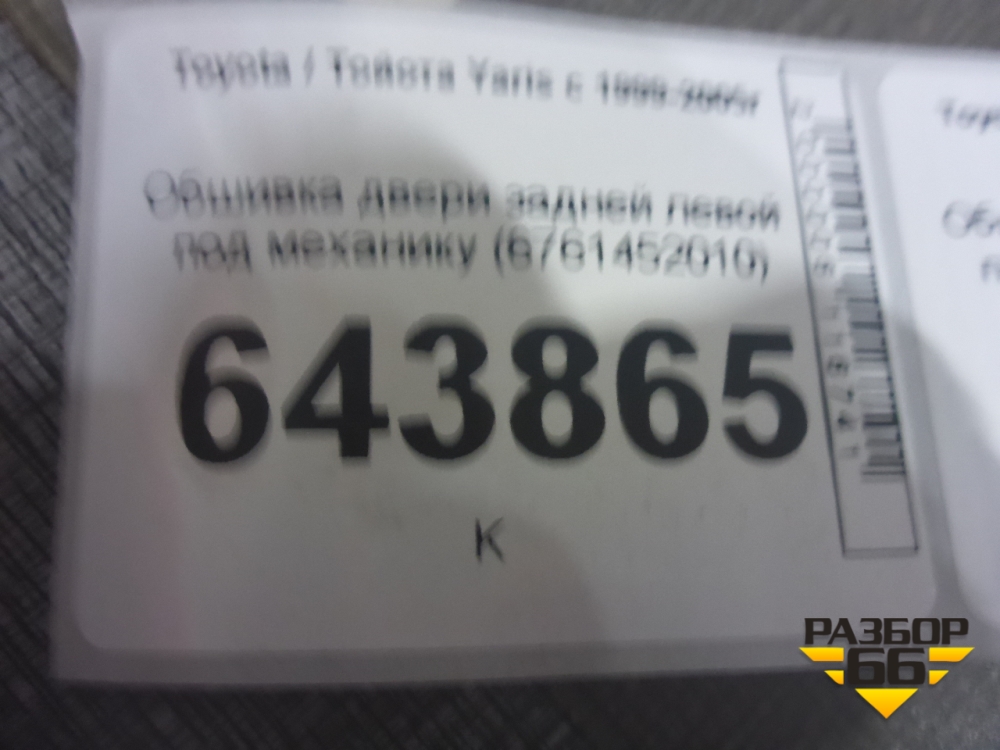 Toyota / Тойота Yaris с 1999-2005г
Обшивка двери задней левой
под механику (6761452010)
643865
К
РАЗБОР
66